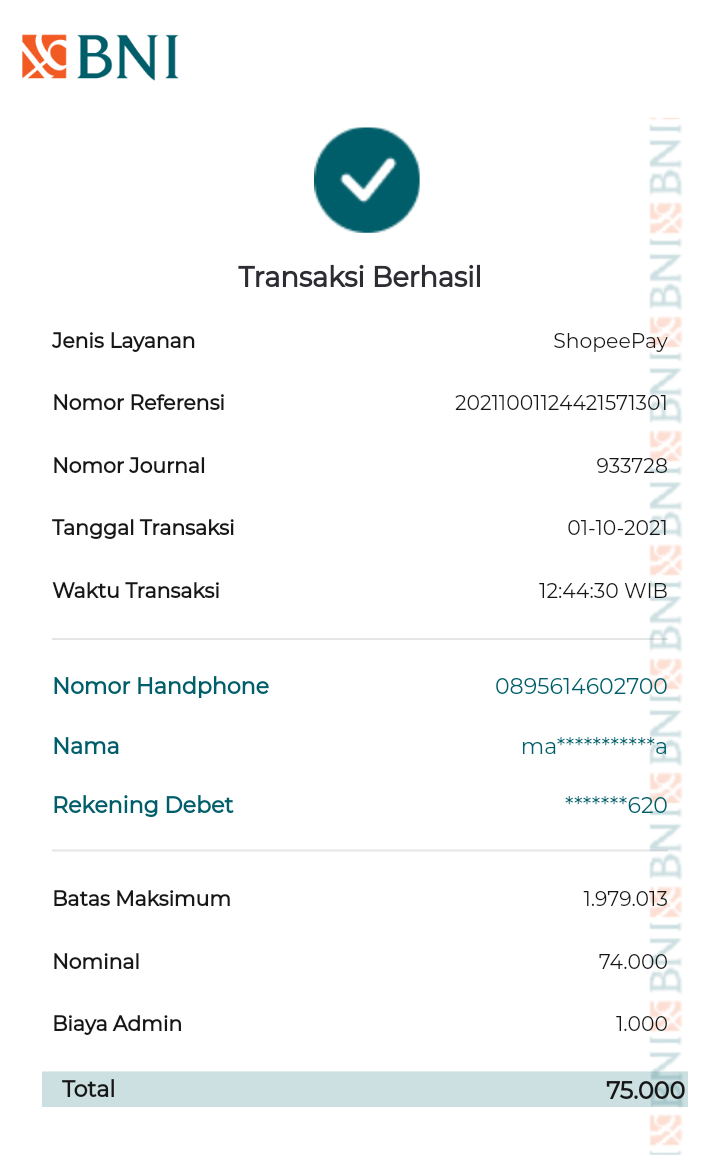 BNI
Transaksi Berhasil
Jenis Layanan ShopeePay
Nomor Referensi 20211001124421571301
Nomor Journal 933728
Tanggal Transaksi 01-10-2021
Waktu Transaksi 12:44:30 WIB
Nomor Handphone 0895614602700
Nama ma***********a
Rekening Debet *******620
Batas Maksimum 1.979.013
Nominal 74.000
Biaya Admin 1.000
Total 75.000
BNI BNI BNI BNI BNI BNI BNI BNI BNI